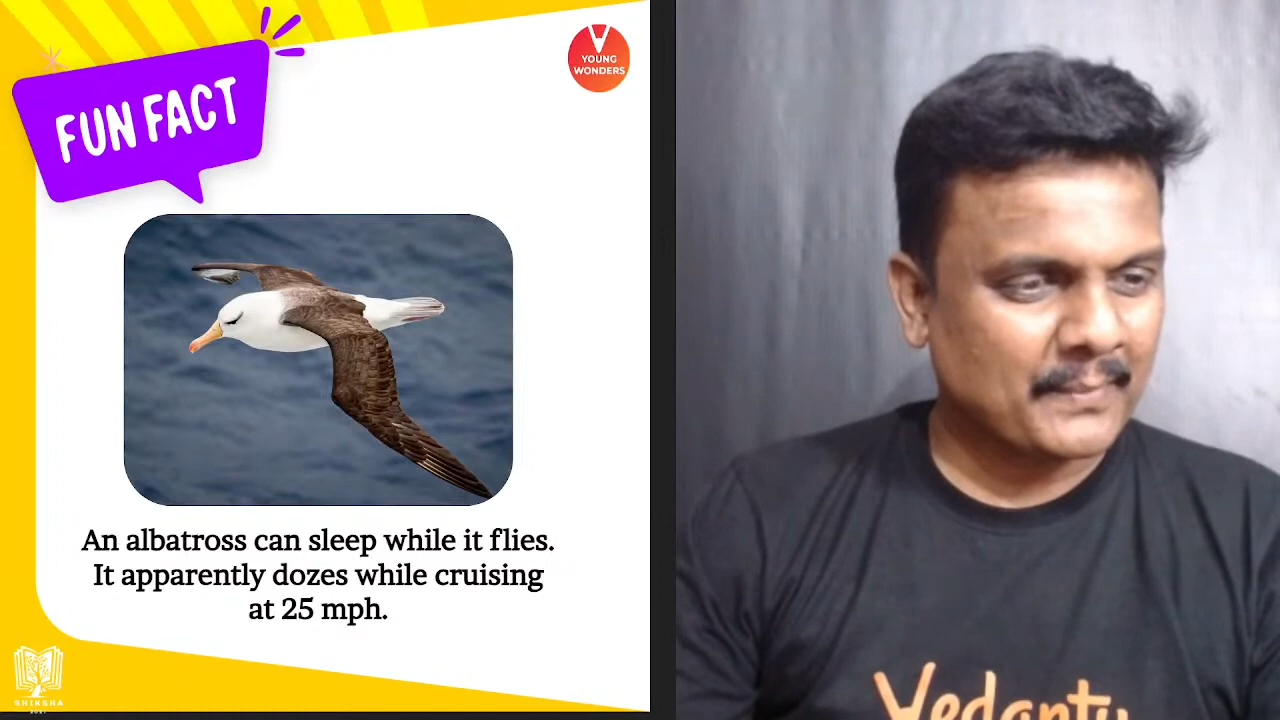 FUN FACT
YOUNG
WONDERS
An albatross can sleep while it flies.
It apparently dozes while cruising
at 25 mph.
SHIKSHA
Vedantu